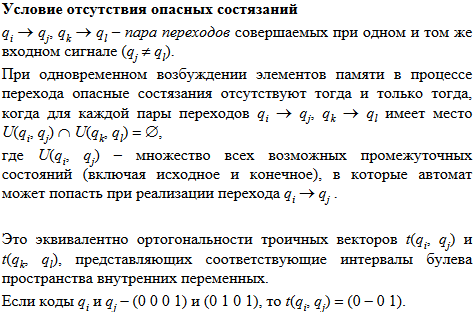 Условие отсутствия опасных состязаний
qi → qj, qk → ql – пара переходов совершаемых при одном и том же
входном сигнале (qj ≠ ql).
При одновременном возбуждении элементов памяти в процессе
перехода опасные состязания отсутствуют тогда и только тогда,
когда для каждой пары переходов qi → qj, qk → ql имеет место
U(qi, qj) ∩ U(qk, ql) = ∅,
где U(qi, qj) – множество всех возможных промежуточных
состояний (включая исходное и конечное), в которые автомат
может попасть при реализации перехода qi → qj .
Это эквивалентно ортогональности троичных векторов t(qi, qj) и
t(qk, ql), представляющих соответствующие интервалы булева
пространства внутренних переменных.
Если коды qi и qj – (0 0 0 1) и (0 1 0 1), то t(qi, qj) = (0 – 0 1).